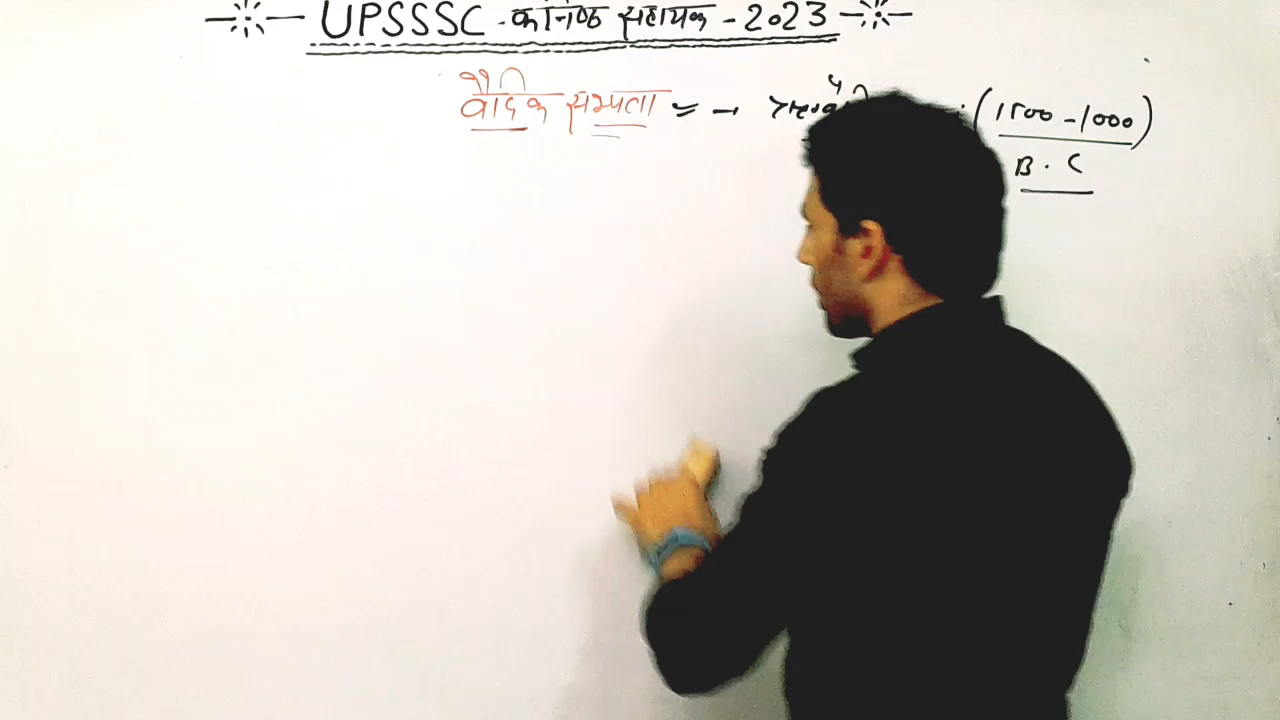 UPSSSC - कनिष्ठ सहायक - 2023
वैदिक सभ्यता = → (1500 - 1000)
B.C